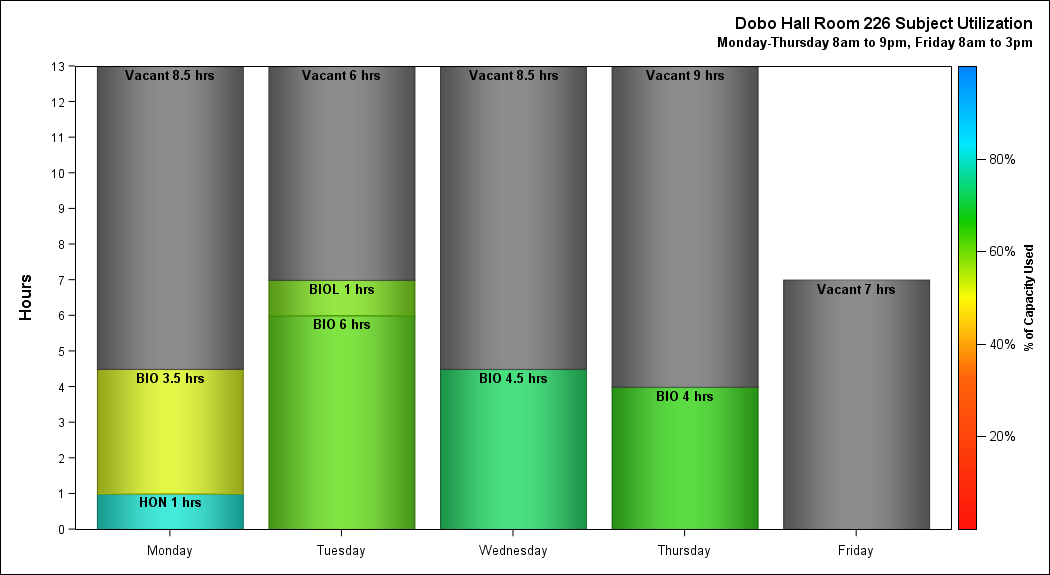 Dobo Hall Room 226 Subject Utilization
Monday-Thursday 8am to 9pm, Friday 8am to 3pm
Hours
13
12
11
10
9
8
7
6
5
4
3
2
1
0
Vacant 8.5 hrs
BIO 3.5 hrs
HON 1 hrs
Vacant 6 hrs
BIOL 1 hrs
BIO 6 hrs
Vacant 8.5 hrs
BIO 4.5 hrs
Vacant 9 hrs
BIO 4 hrs
Vacant 7 hrs
Monday
Tuesday
Wednesday
Thursday
Friday
80%
60%
40%
20%
% of Capacity Used